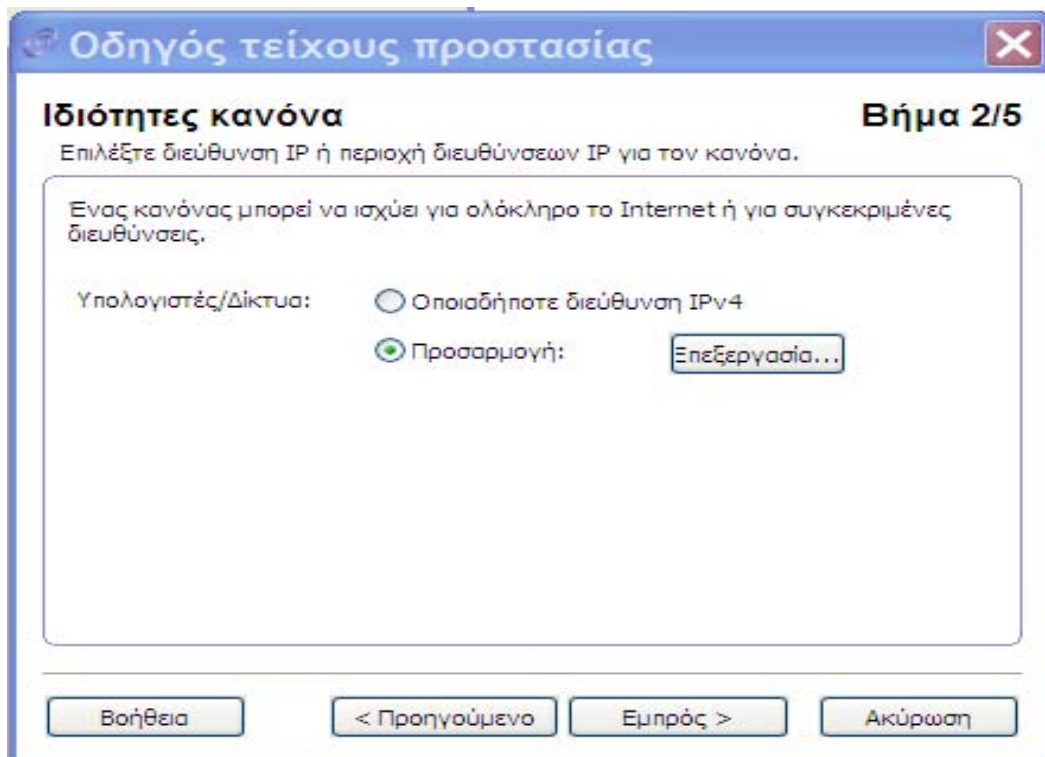 Οδηγός τείχους προστασίας
Ιδιότητες κανόνα Βήμα 2/5
Επιλέξτε διεύθυνση IP ή περιοχή διευθύνσεων IP για τον κανόνα.
Ένας κανόνας μπορεί να ισχύει για ολόκληρο το Internet ή για συγκεκριμένες
διευθύνσεις.
Υπολογιστές/Δίκτυα: Οποιαδήποτε διεύθυνση IPv4
Προσαρμογή: Επεξεργασία...
Βοήθεια < Προηγούμενο Εμπρός > Ακύρωση